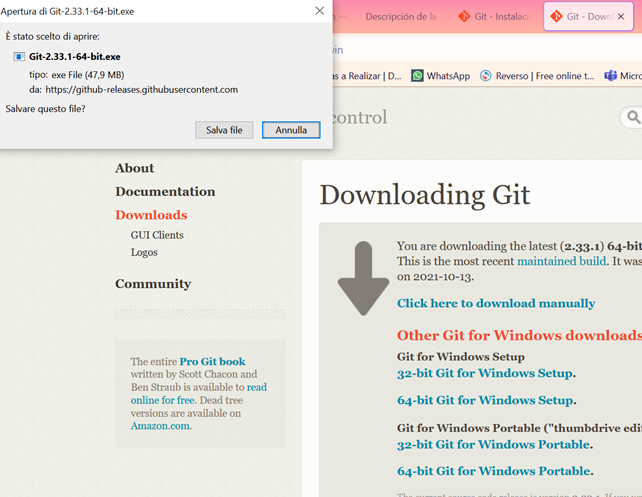 Apertura di Git-2.33.1-64-bit.exe
È stato scelto di aprire:
Git-2.33.1-64-bit.exe
tipo: exe File (47,9 MB)
da: https://github-releases.githubusercontent.com
Salvare questo file?
Salva file
Annulla
Descripción de la
Git - Instalaci
Git - Downl
as a Realizar | D...
WhatsApp
Reverso | Free online t...
Micro
control
About
Documentation
Downloads
GUI Clients
Logos
Community
The entire Pro Git book
written by Scott Chacon and
Ben Straub is available to read
online for free. Dead tree
versions are available on
Amazon.com.
Downloading Git
You are downloading the latest (2.33.1) 64-bit
This is the most recent maintained build. It was
on 2021-10-13.
Click here to download manually
Other Git for Windows downloads
Git for Windows Setup
32-bit Git for Windows Setup.
64-bit Git for Windows Setup.
Git for Windows Portable ("thumbdrive edit
32-bit Git for Windows Portable.
64-bit Git for Windows Portable.